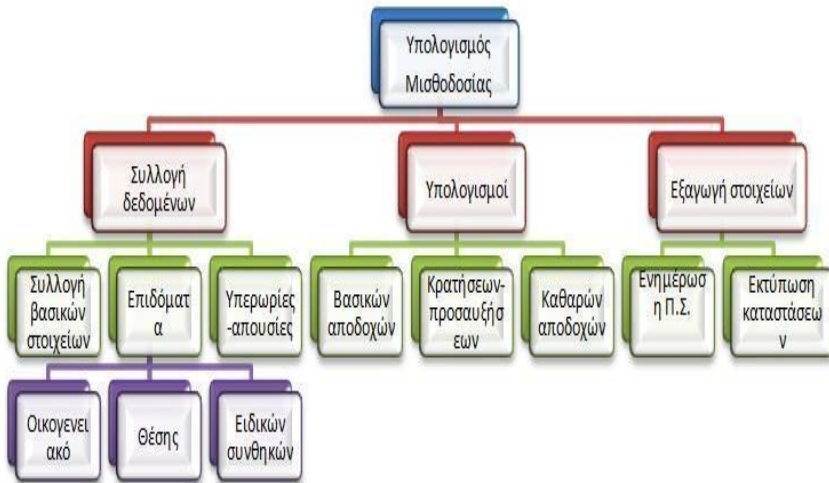 Υπολογισμός
Μισθοδοσίας
Συλλογή
δεδομένων
Υπολογισμοί
Εξαγωγή στοιχείων
Συλλογή
βασικών
στοιχείων
Επιδόματ
α
Υπερωρίες
-απουσίες
Βασικών
αποδοχών
Κρατήσεων-
προσαυξήσ
εων
Καθαρών
αποδοχών
Ενημέρωσ
η Π.Σ.
Εκτύπωση
καταστάσεω
ν
Οικογενει
ακό
Θέσης
Ειδικών
συνθηκών